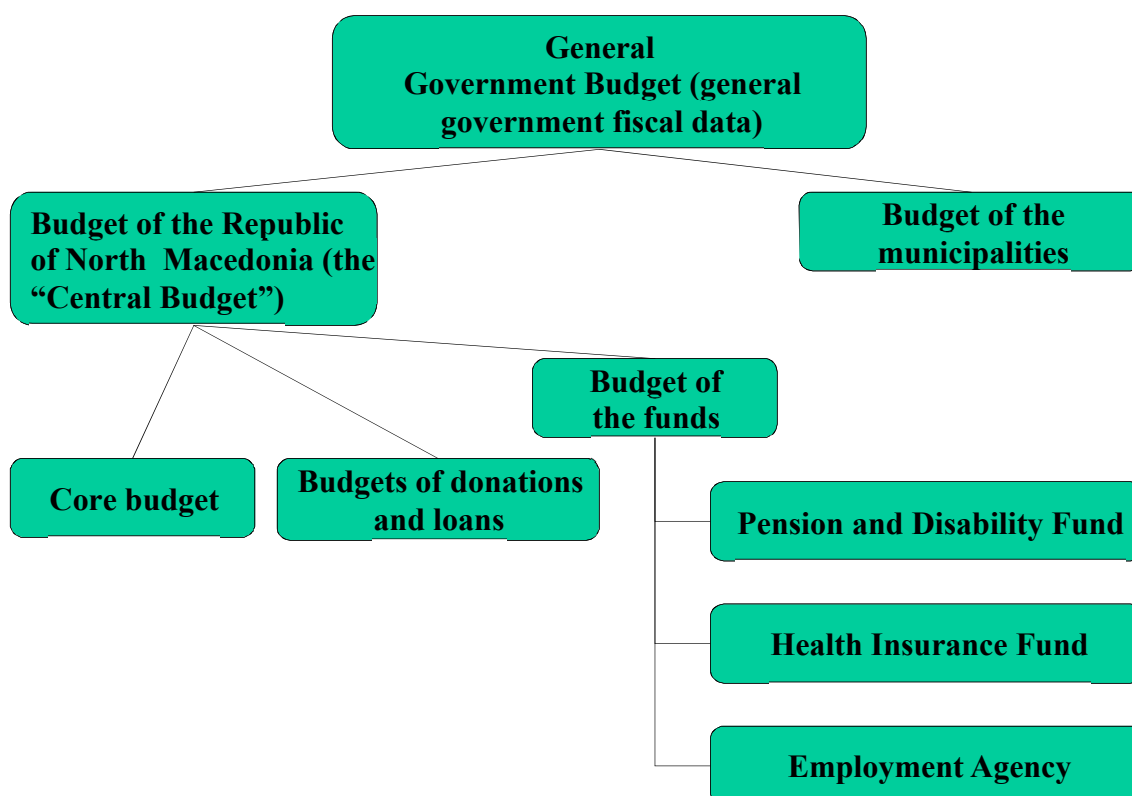 General
Government Budget (general
government fiscal data)
Budget of the Republic
of North Macedonia (the
“Central Budget”)
Budget of the
municipalities
Budget of
the funds
Core budget
Budgets of donations
and loans
Pension and Disability Fund
Health Insurance Fund
Employment Agency